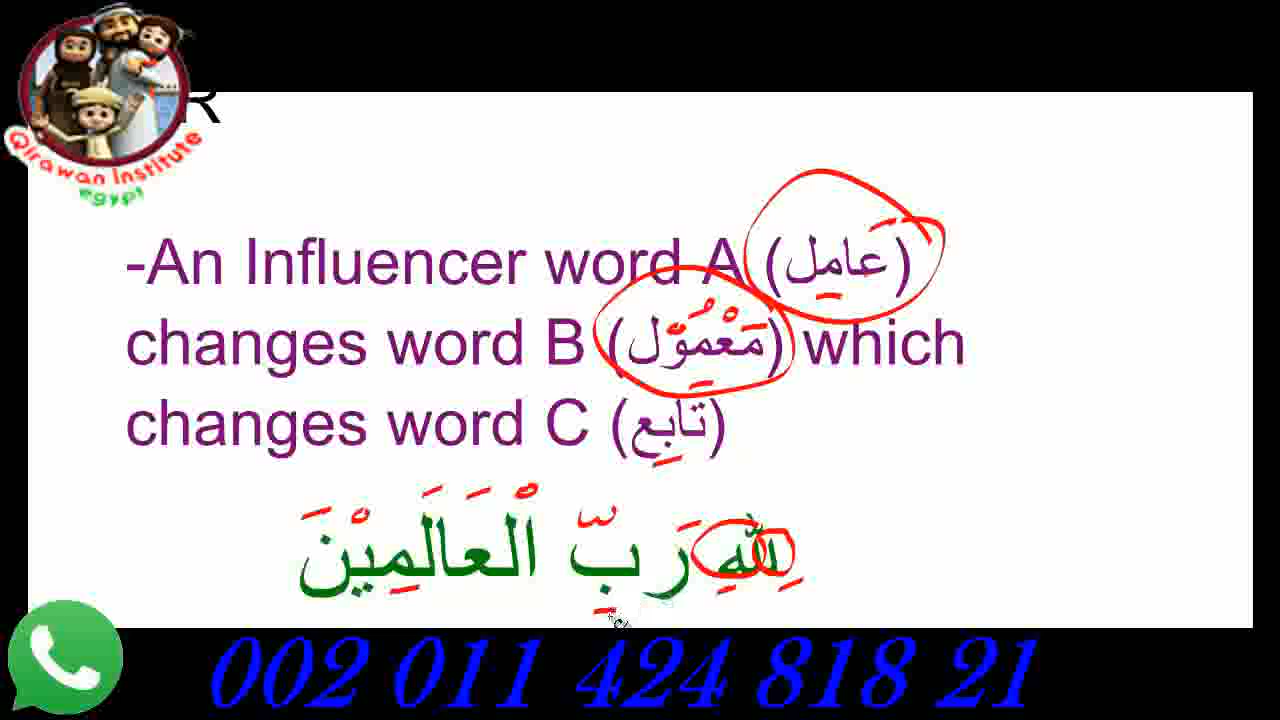 R
Qirawan Institute
egypt
-An Influencer word A (عَامِل)
changes word B (مَعْمُوْل) which
changes word C (تَابِع)
لِلّٰهِ رَبِّ الْعَالَمِيْنَ
002 011 424 818 21